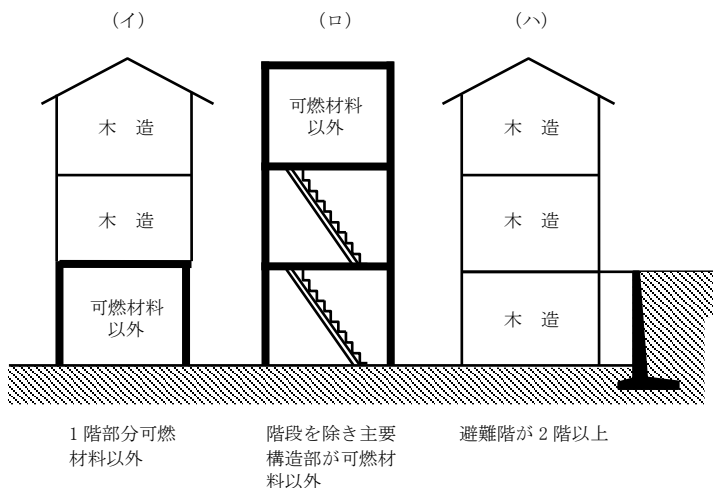 （イ）
（ロ）
（ハ）
木　造
木　造
可燃材料
以外
可燃材料
以外
木　造
木　造
木　造
１階部分可燃
材料以外
階段を除き主要
構造部が可燃材
料以外
避難階が２階以上